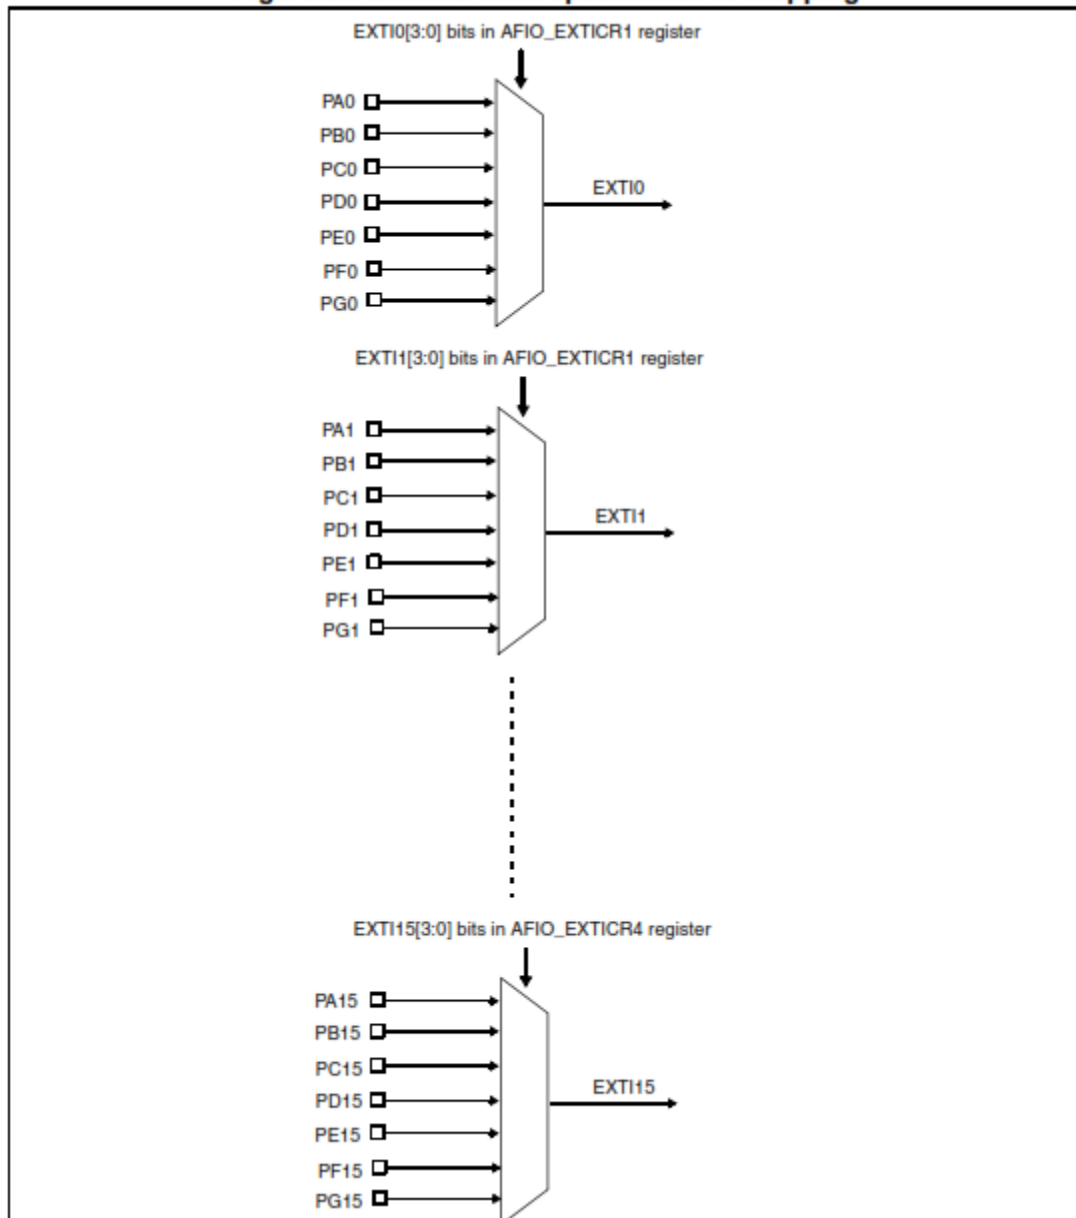 EXTI0[3:0] bits in AFIO_EXTICR1 register
PA0
PB0
PC0
PD0
PE0
PF0
PG0
EXTI0
EXTI1[3:0] bits in AFIO_EXTICR1 register
PA1
PB1
PC1
PD1
PE1
PF1
PG1
EXTI1
EXTI15[3:0] bits in AFIO_EXTICR4 register
PA15
PB15
PC15
PD15
PE15
PF15
PG15
EXTI15